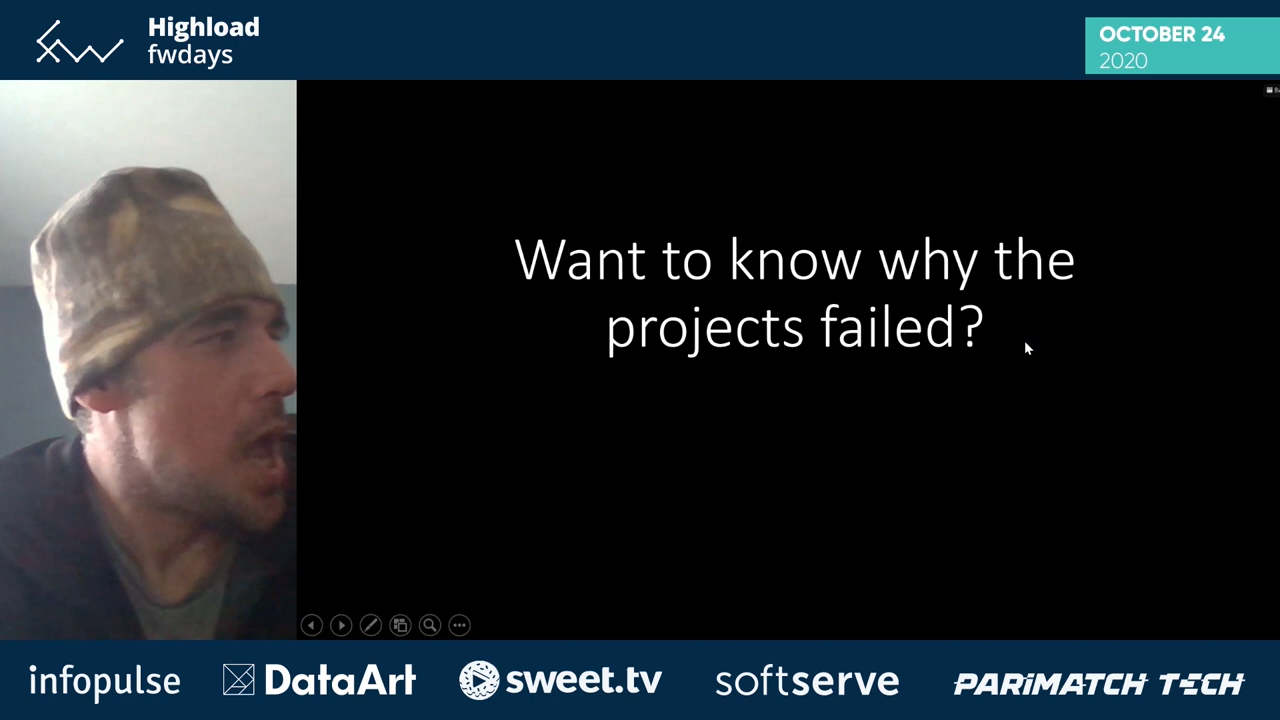 Highload
fwdays
OCTOBER 24
2020
Want to know why the
projects failed?
infopulse
DataArt
sweet.tv
softserve
PARIMATCH TECH